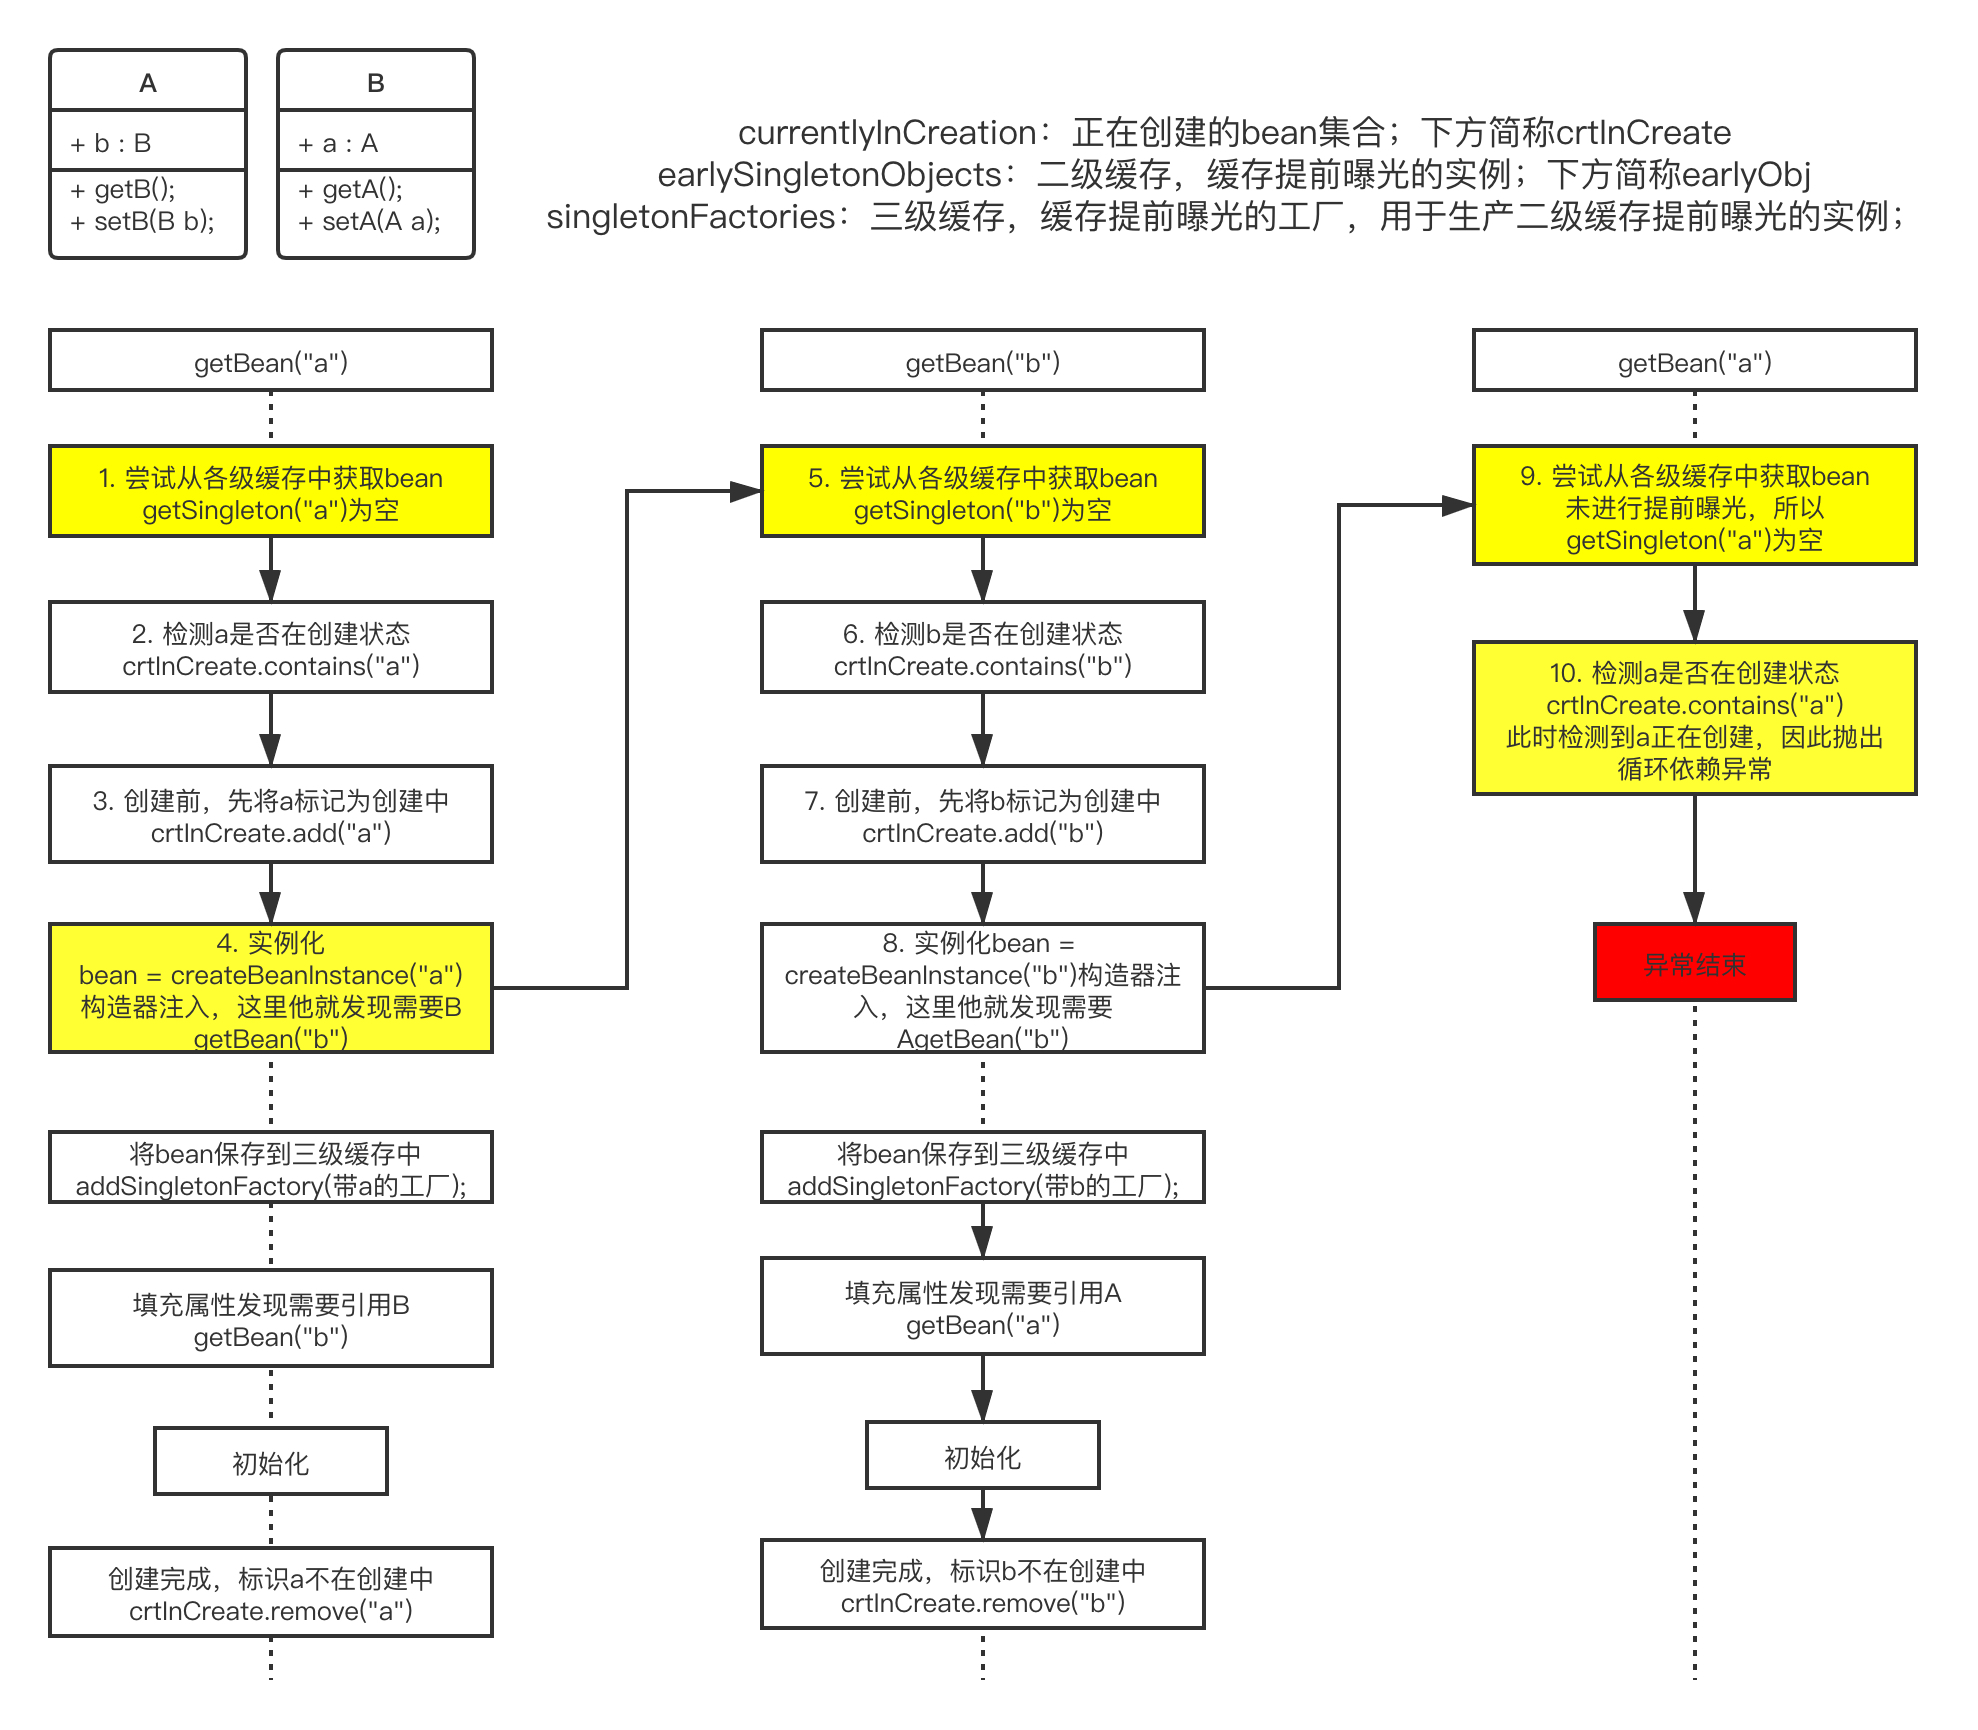 A
+ b : B
+ getB();
+ setB(B b);
B
+ a : A
+ getA();
+ setA(A a);
currentlyInCreation：正在创建的bean集合；下方简称crtInCreate
earlySingletonObjects：二级缓存，缓存提前曝光的实例；下方简称earlyObj
singletonFactories：三级缓存，缓存提前曝光的工厂，用于生产二级缓存提前曝光的实例；
getBean("a")
1. 尝试从各级缓存中获取bean
getSingleton("a")为空
2. 检测a是否在创建状态
crtInCreate.contains("a")
3. 创建前，先将a标记为创建中
crtInCreate.add("a")
4. 实例化
bean = createBeanInstance("a")
构造器注入，这里他就发现需要B
getBean("b")
将bean保存到三级缓存中
addSingletonFactory(带a的工厂);
填充属性发现需要引用B
getBean("b")
初始化
创建完成，标识a不在创建中
crtInCreate.remove("a")
getBean("b")
5. 尝试从各级缓存中获取bean
getSingleton("b")为空
6. 检测b是否在创建状态
crtInCreate.contains("b")
7. 创建前，先将b标记为创建中
crtInCreate.add("b")
8. 实例化bean =
createBeanInstance("b")构造器注
入，这里他就发现需要
AgetBean("b")
将bean保存到三级缓存中
addSingletonFactory(带b的工厂);
填充属性发现需要引用A
getBean("a")
初始化
创建完成，标识b不在创建中
crtInCreate.remove("b")
getBean("a")
9. 尝试从各级缓存中获取bean
未进行提前曝光，所以
getSingleton("a")为空
10. 检测a是否在创建状态
crtInCreate.contains("a")
此时检测到a正在创建，因此抛出
循环依赖异常
异常结束